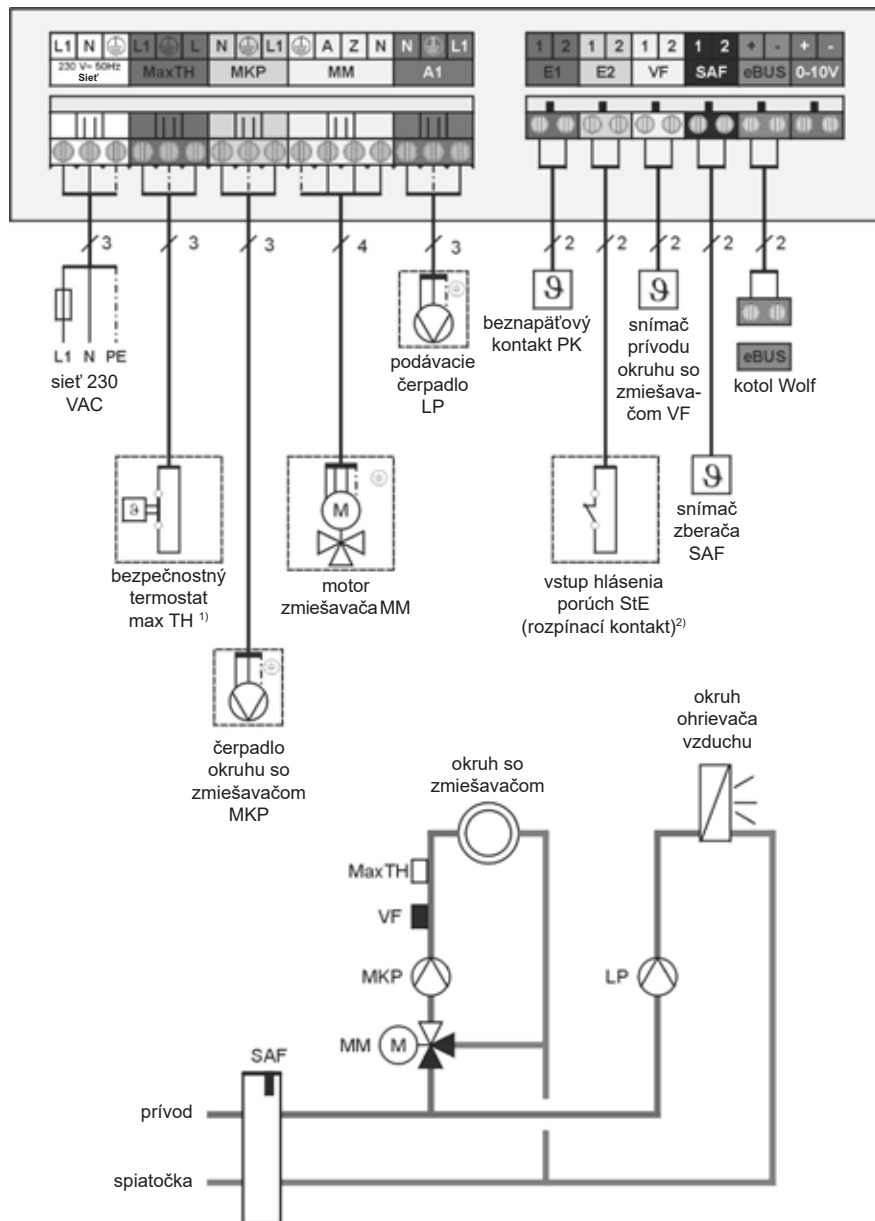 L1 N L1 L N L1 A Z N N L1
230 V~ 50Hz
Sieť
MaxTH MKP MM A1
1 2 1 2 1 2 1 2 + - + -
E1 E2 VF SAF eBUS 0-10V
3 3 3 4 3 2 2 2 2 2
L1 N PE
sieť 230
VAC
podávacie
čerpadlo
LP
ϑ
beznapäťový
kontakt PK
ϑ
snímač
prívodu
okruhu so
zmiešava-
čom VF
eBUS
kotol Wolf
ϑ
bezpečnostný
termostat
max TH 1)
M
motor
zmiešavača MM
vstup hlásenia
porúch StE
(rozpínací kontakt)2)
ϑ
snímač
zberača
SAF
čerpadlo
okruhu so
zmiešavačom
MKP
okruh so
zmiešavačom
okruh
ohrievača
vzduchu
MaxTH
VF
MKP
LP
MM M
SAF
prívod
spiatočka